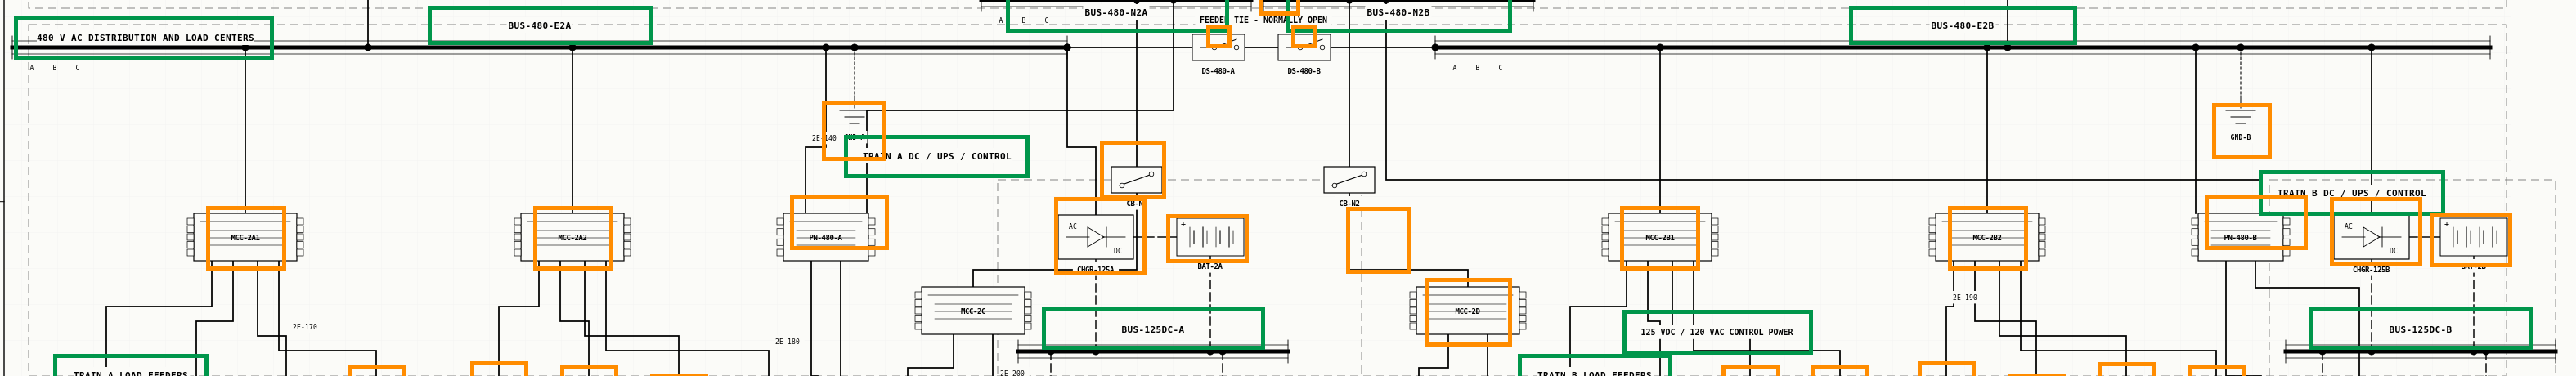 BUS-480-N2A
BUS-480-N2B
A B C
FEEDER TIE - NORMALLY OPEN
BUS-480-E2A
BUS-480-E2B
480 V AC DISTRIBUTION AND LOAD CENTERS
A B C
DS-480-A
DS-480-B
A B C
2E-140
GND-B
TRAIN A DC / UPS / CONTROL
TRAIN B DC / UPS / CONTROL
CB-N2
AC
DC
+
-
AC
DC
+
-
MCC-2A1
MCC-2A2
PN-480-A
MCC-2B1
MCC-2B2
PN-480-B
CHGR-125A
BAT-2A
CHGR-125B
2E-190
MCC-2C
MCC-2D
2E-170
BUS-125DC-A
125 VDC / 120 VAC CONTROL POWER
BUS-125DC-B
2E-180
2E-200
TRAIN A LOAD FEEDERS
TRAIN B LOAD FEEDERS